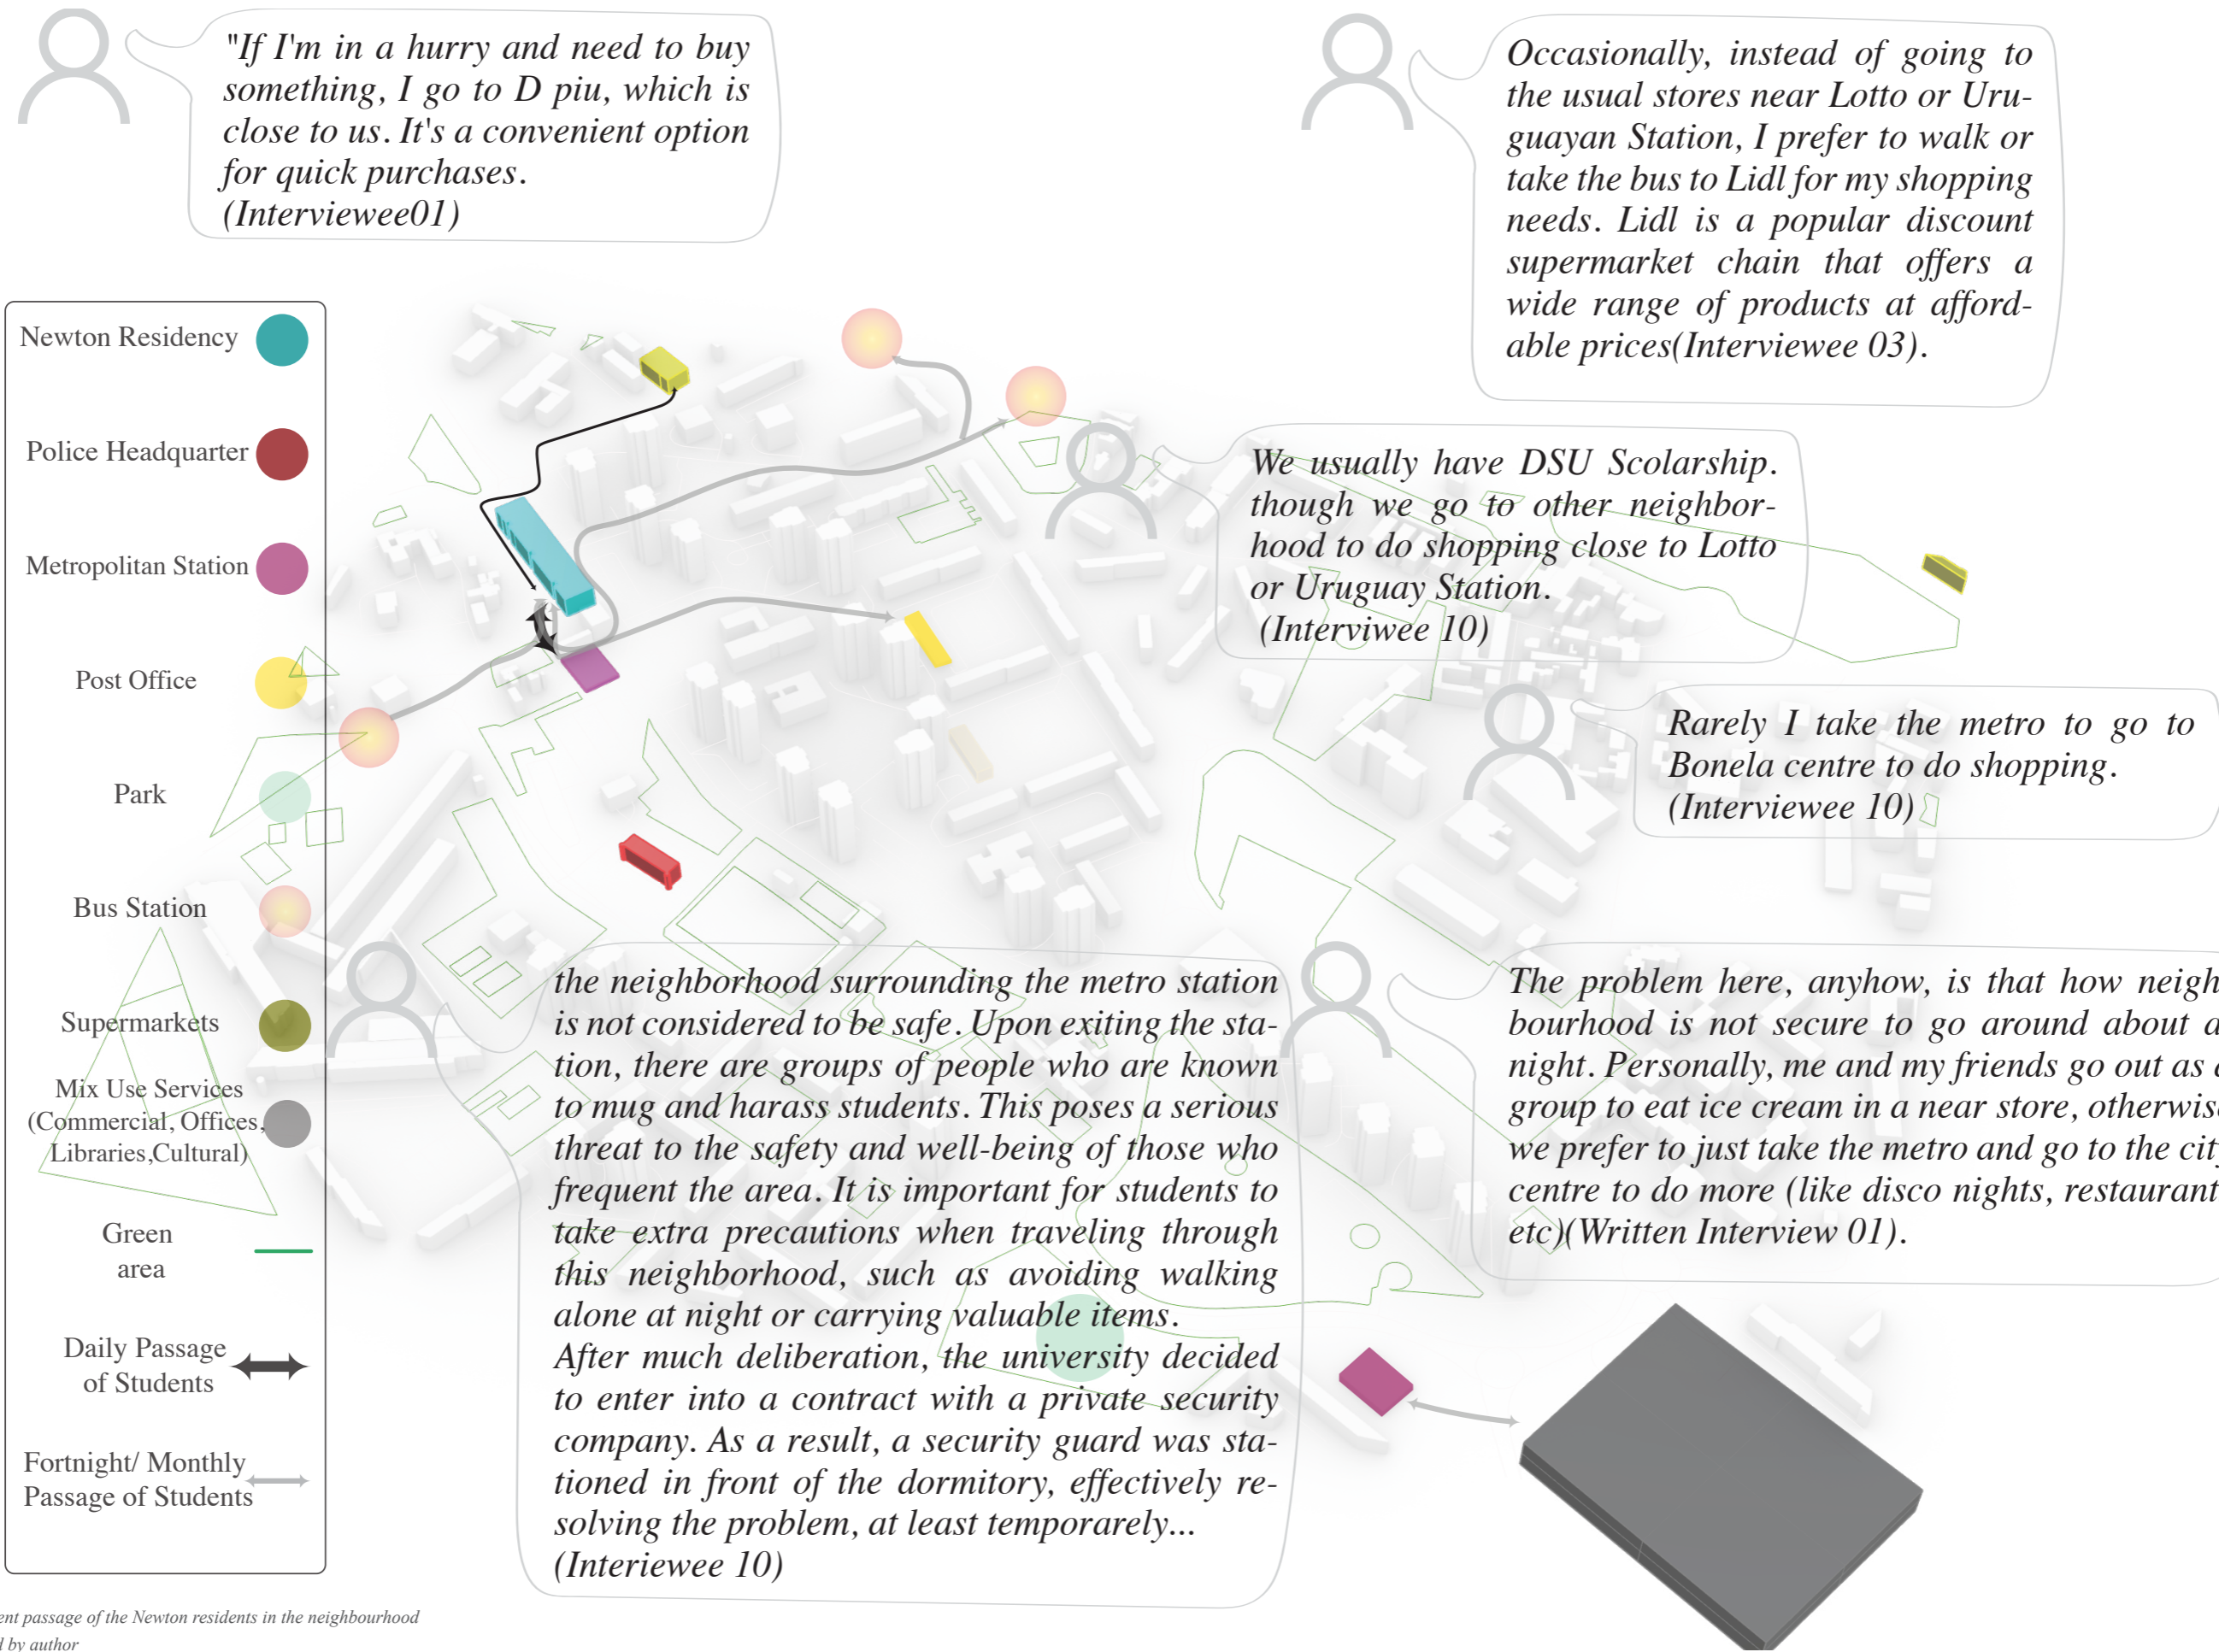 "If I'm in a hurry and need to buy
something, I go to D piu, which is
close to us. It's a convenient option
for quick purchases.
(Interviewee01)
Occasionally, instead of going to
the usual stores near Lotto or Uru-
guayan Station, I prefer to walk or
take the bus to Lidl for my shopping
needs. Lidl is a popular discount
supermarket chain that offers a
wide range of products at afford-
able prices(Interviewee 03).
We usually have DSU Scolarship.
though we go to other neighbor-
hood to do shopping close to Lotto
or Uruguay Station.
(Interviwee 10)
Rarely I take the metro to go to
Bonela centre to do shopping.
(Interviewee 10)
Newton Residency
Police Headquarter
Metropolitan Station
Post Office
Park
Bus Station
Supermarkets
Mix Use Services
(Commercial, Offices,
Libraries,Cultural)
Green
area
Daily Passage
of Students
Fortnight/ Monthly
Passage of Students
the neighborhood surrounding the metro station
is not considered to be safe. Upon exiting the sta-
tion, there are groups of people who are known
to mug and harass students. This poses a serious
threat to the safety and well-being of those who
frequent the area. It is important for students to
take extra precautions when traveling through
this neighborhood, such as avoiding walking
alone at night or carrying valuable items.
After much deliberation, the university decided
to enter into a contract with a private security
company. As a result, a security guard was sta-
tioned in front of the dormitory, effectively re-
solving the problem, at least temporarely...
(Interiewee 10)
The problem here, anyhow, is that how neigh
bourhood is not secure to go around about a
night. Personally, me and my friends go out as
group to eat ice cream in a near store, otherwise
we prefer to just take the metro and go to the city
centre to do more (like disco nights, restaurant
etc)(Written Interview 01).
ent passage of the Newton residents in the neighbourhood
by author